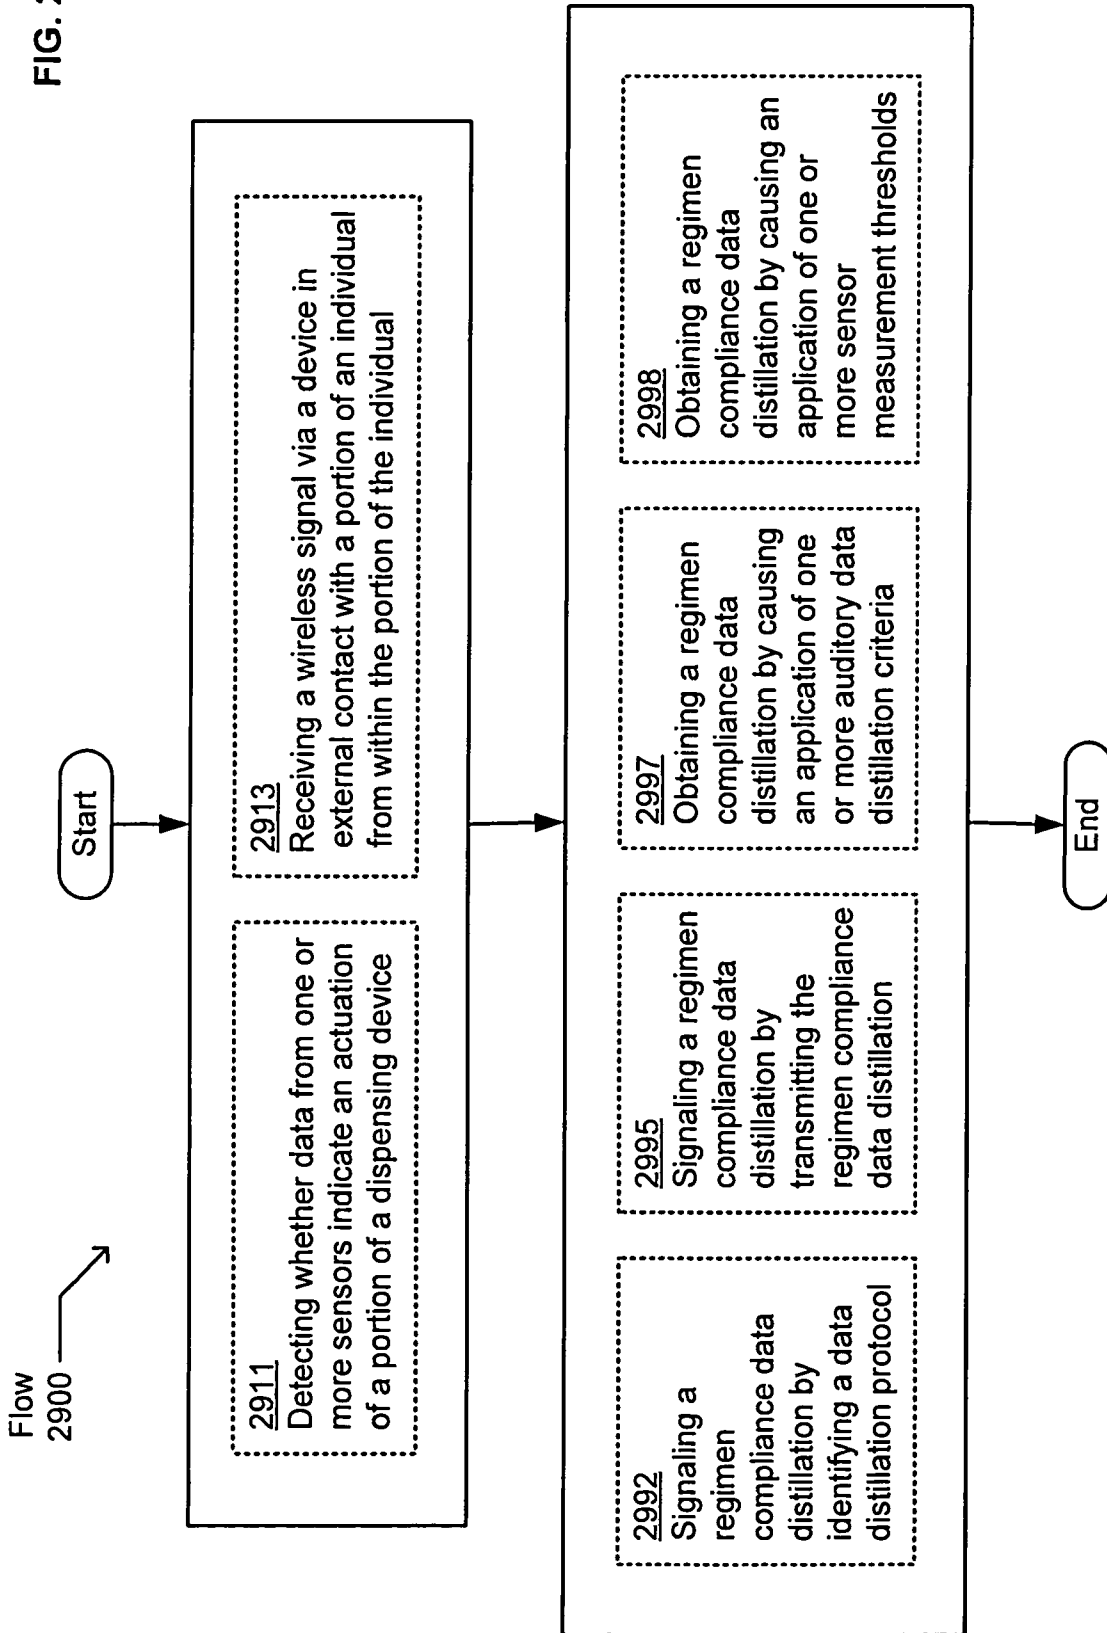 FIG. 2
Flow
2900
Start
2911
Detecting whether data from one or
more sensors indicate an actuation
of a portion of a dispensing device
2913
Receiving a wireless signal via a device in
external contact with a portion of an individual
from within the portion of the individual
2992
Signaling a
regimen
compliance data
distillation by
identifying a data
distillation protocol
2995
Signaling a regimen
compliance data
distillation by
transmitting the
regimen compliance
data distillation
2997
Obtaining a regimen
compliance data
distillation by causing
an application of one
or more auditory data
distillation criteria
2998
Obtaining a regimen
compliance data
distillation by causing an
application of one or
more sensor
measurement thresholds
End